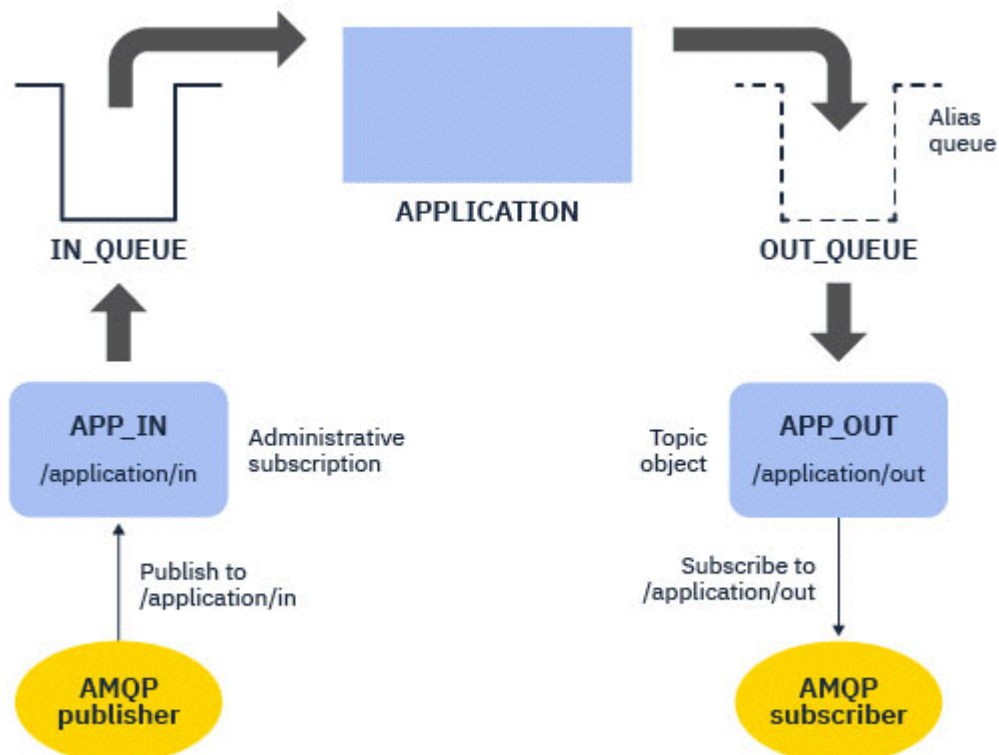 Alias
queue
APPLICATION
IN_QUEUE
OUT_QUEUE
APP_IN
/application/in
Administrative
subscription
Topic
object
APP_OUT
/application/out
Publish to
/application/in
Subscribe to
/application/out
AMQP
publisher
AMQP
subscriber